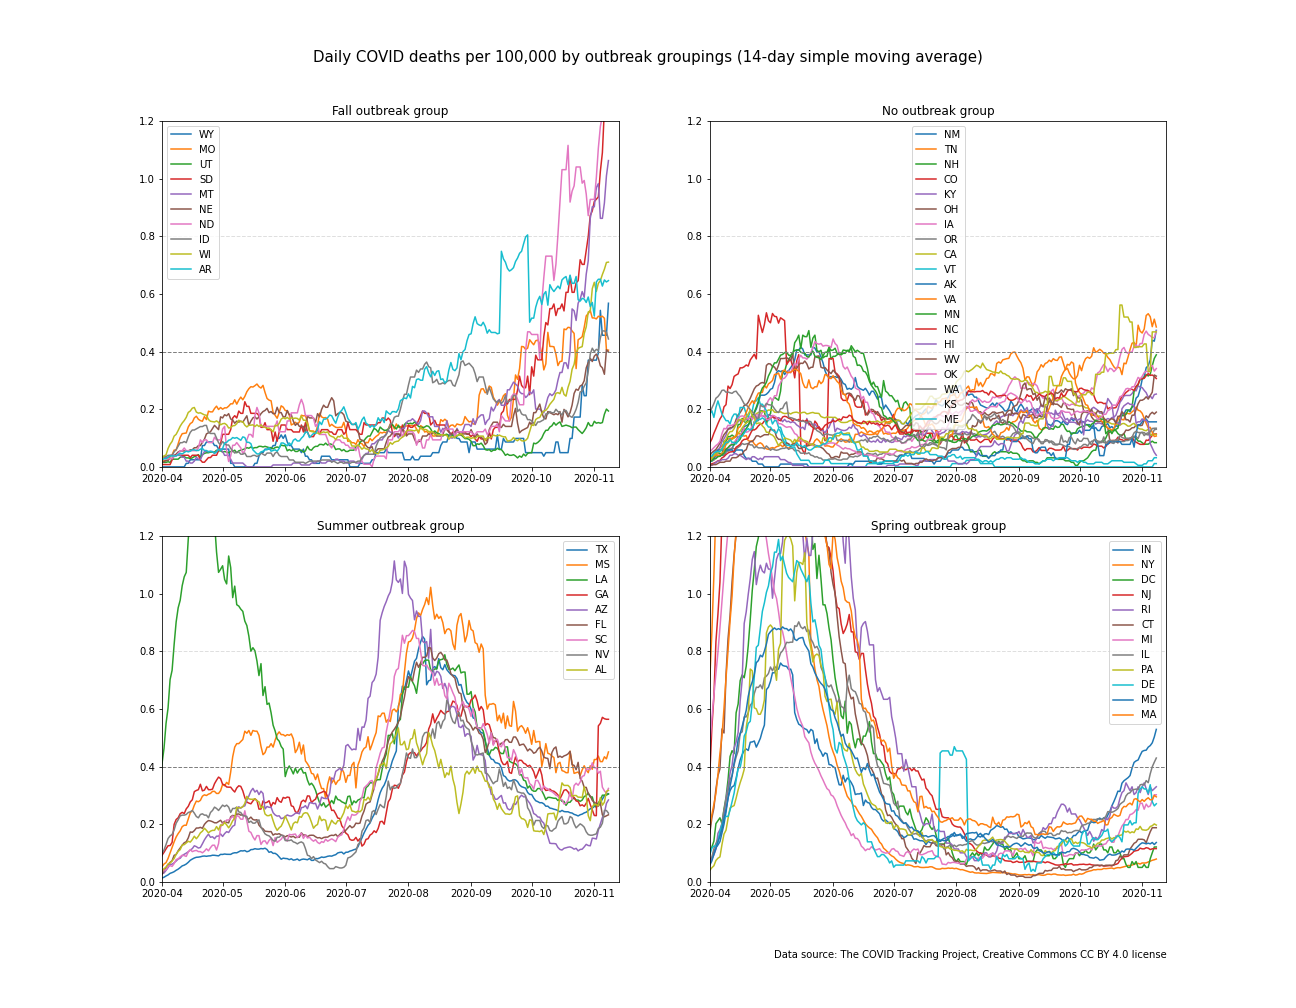 Daily COVID deaths per 100,000 by outbreak groupings (14-day simple moving average)
Fall outbreak group
1.2
1.0
0.8
0.6
0.4
0.2
0.0
WY
MO
UT
SD
MT
NE
ND
ID
WI
AR
2020-04 2020-05 2020-06 2020-07 2020-08 2020-09 2020-10 2020-11
No outbreak group
1.2
1.0
0.8
0.6
0.4
0.2
0.0
NM
TN
NH
CO
KY
OH
IA
OR
CA
VT
AK
VA
MN
NC
HI
WV
OK
WA
KS
ME
2020-04 2020-05 2020-06 2020-07 2020-08 2020-09 2020-10 2020-11
Summer outbreak group
1.2
1.0
0.8
0.6
0.4
0.2
0.0
TX
MS
LA
GA
AZ
FL
SC
NV
AL
2020-04 2020-05 2020-06 2020-07 2020-08 2020-09 2020-10 2020-11
Spring outbreak group
1.2
1.0
0.8
0.6
0.4
0.2
0.0
IN
NY
DC
NJ
RI
CT
MI
IL
PA
DE
MD
MA
2020-04 2020-05 2020-06 2020-07 2020-08 2020-09 2020-10 2020-11
Data source: The COVID Tracking Project, Creative Commons CC BY 4.0 license